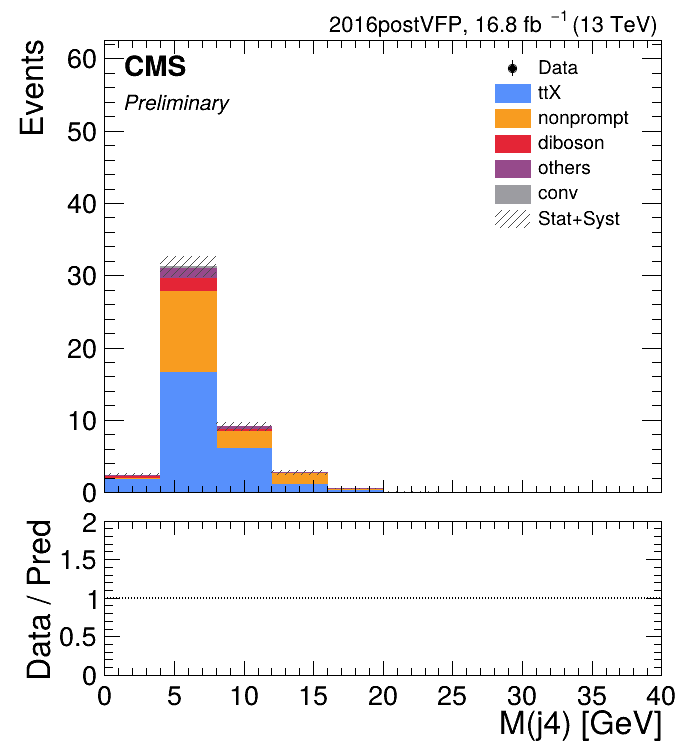 2016postVFP, 16.8 fb⁻¹ (13 TeV)
Events
CMS
Preliminary
Data
ttX
nonprompt
diboson
others
conv
Stat+Syst
60
50
40
30
20
10
0
Data / Pred
2
1.5
1
0.5
0
0 5 10 15 20 25 30 35 40
M(j4) [GeV]